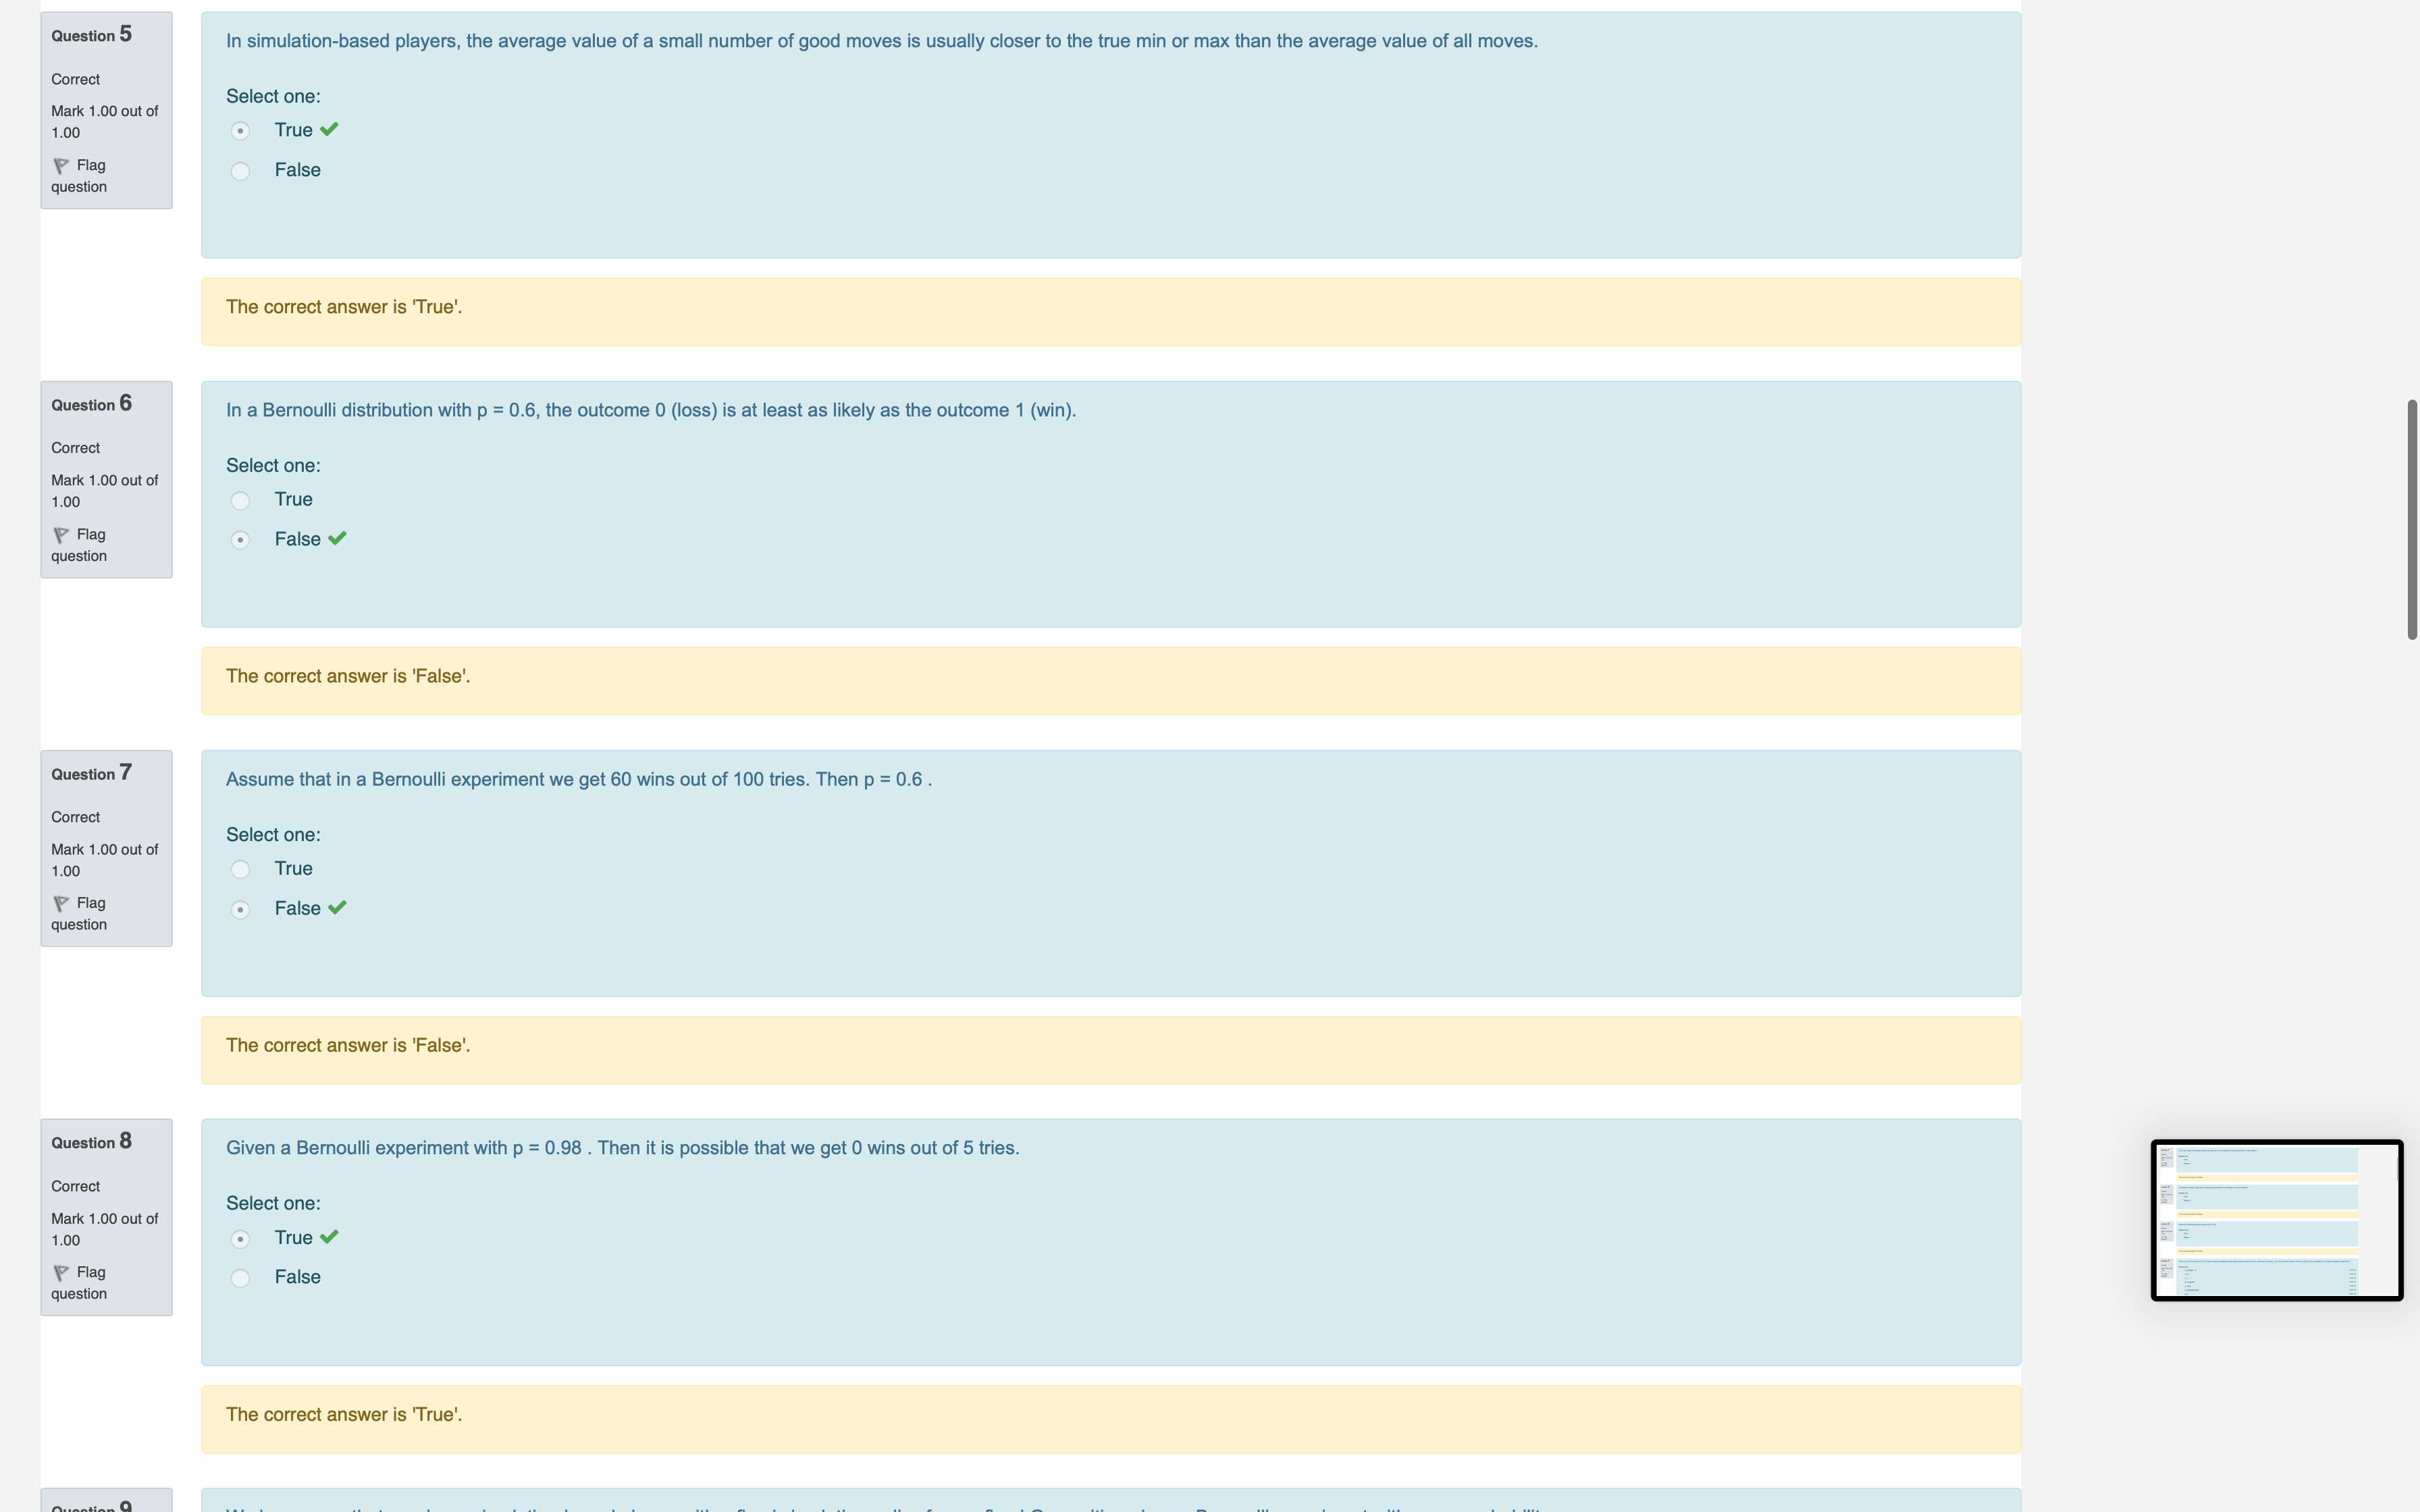 Question 5
Correct
Mark 1.00 out of
1.00
Flag
question
In simulation-based players, the average value of a small number of good moves is usually closer to the true min or max than the average value of all moves.
Select one:
True
False
The correct answer is 'True'.
Question 6
Correct
Mark 1.00 out of
1.00
Flag
question
In a Bernoulli distribution with p = 0.6, the outcome 0 (loss) is at least as likely as the outcome 1 (win).
Select one:
True
False
The correct answer is 'False'.
Question 7
Correct
Mark 1.00 out of
1.00
Flag
question
Assume that in a Bernoulli experiment we get 60 wins out of 100 tries. Then p = 0.6 .
Select one:
True
False
The correct answer is 'False'.
Question 8
Correct
Mark 1.00 out of
1.00
Flag
question
Given a Bernoulli experiment with p = 0.98 . Then it is possible that we get 0 wins out of 5 tries.
Select one:
True
False
The correct answer is 'True'.
Question 9